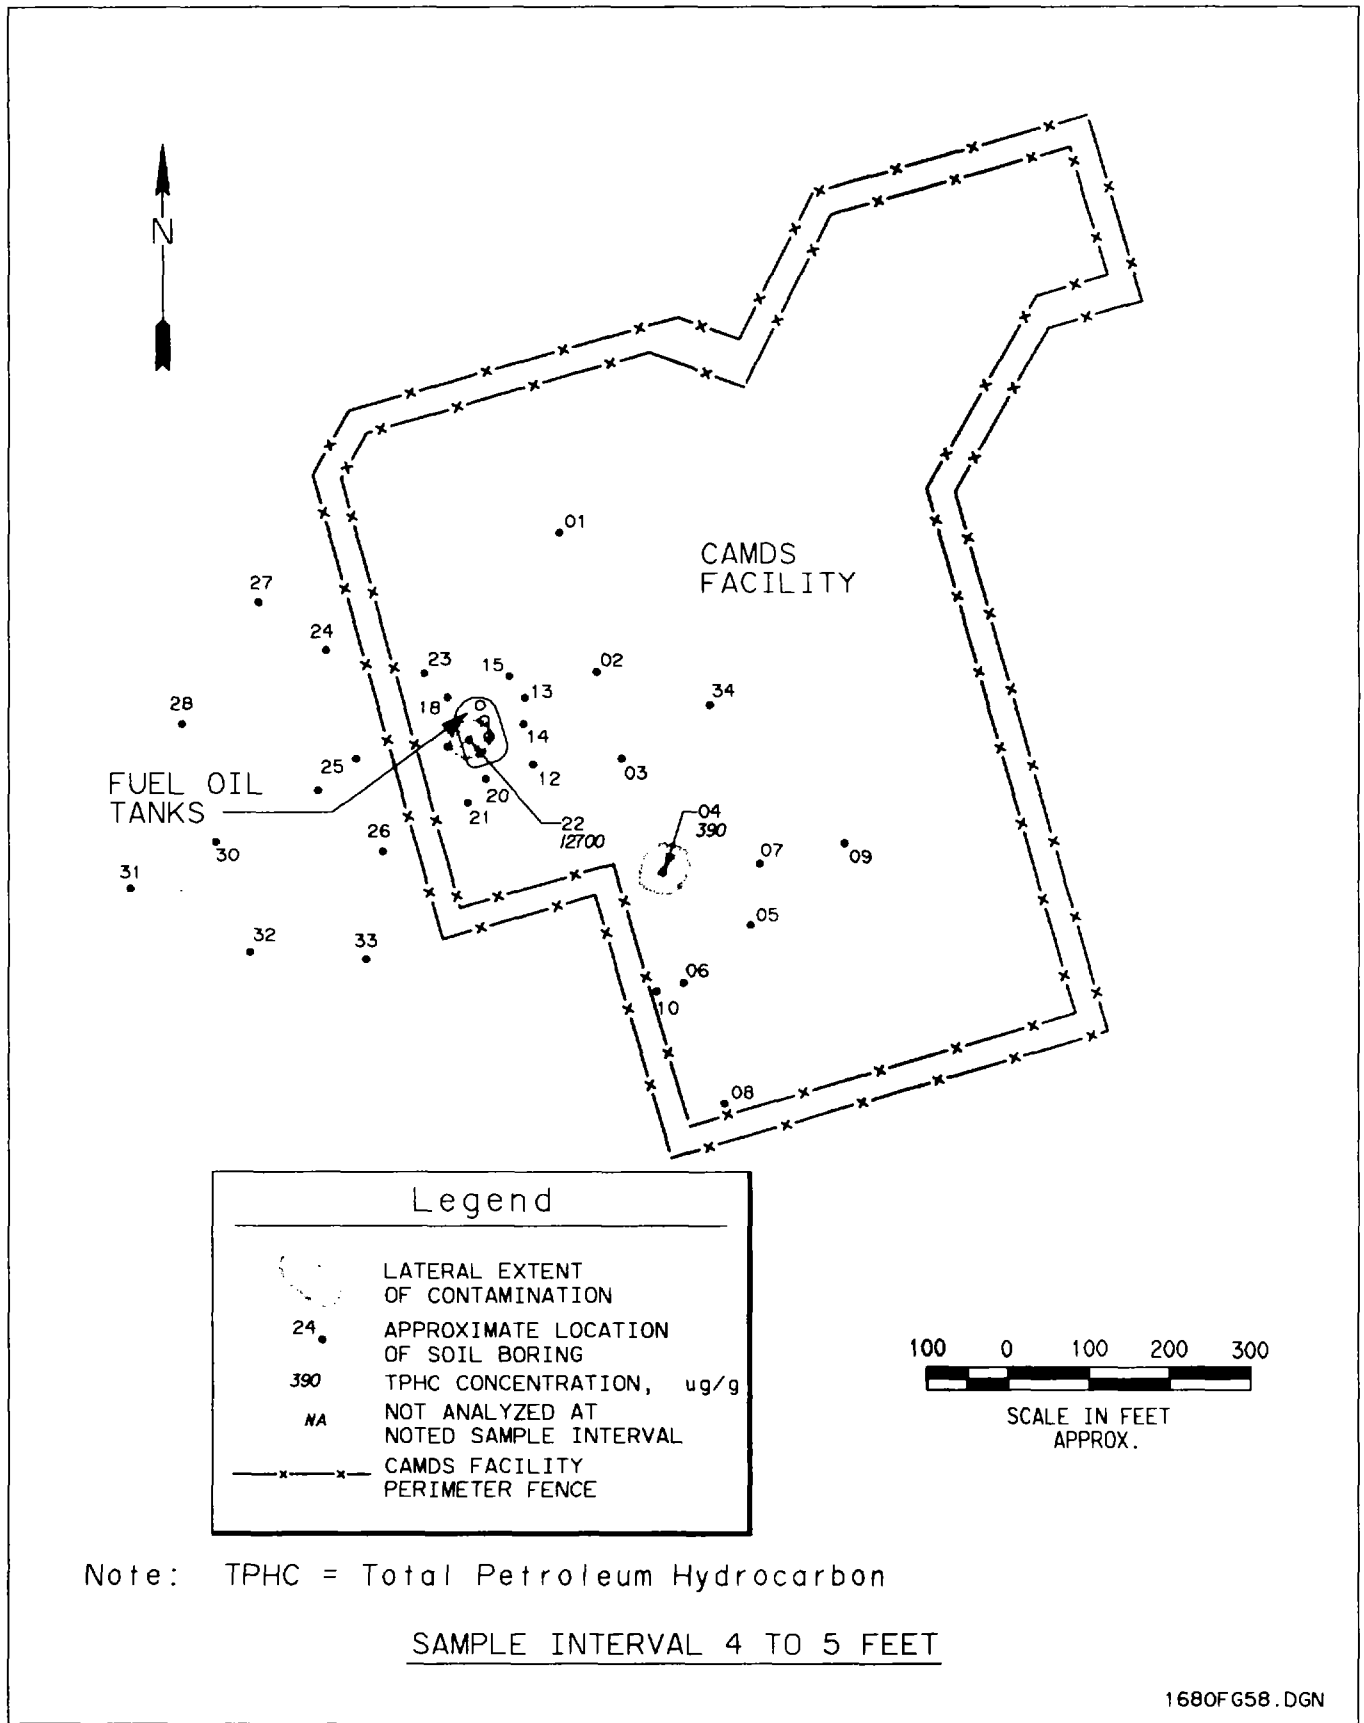 N
01
CAMDS
FACILITY
27
24
23
15
02
13
34
28
18
14
25
12
03
FUEL OIL
TANKS
20
21
22
12700
04
390
26
07
09
30
31
05
32
33
06
10
08
Legend
LATERAL EXTENT
OF CONTAMINATION
24
APPROXIMATE LOCATION
OF SOIL BORING
390
TPHC CONCENTRATION, ug/g
NA
NOT ANALYZED AT
NOTED SAMPLE INTERVAL
CAMDS FACILITY
PERIMETER FENCE
100 0 100 200 300
SCALE IN FEET
APPROX.
Note: TPHC = Total Petroleum Hydrocarbon
SAMPLE INTERVAL 4 TO 5 FEET
1680FG58.DGN